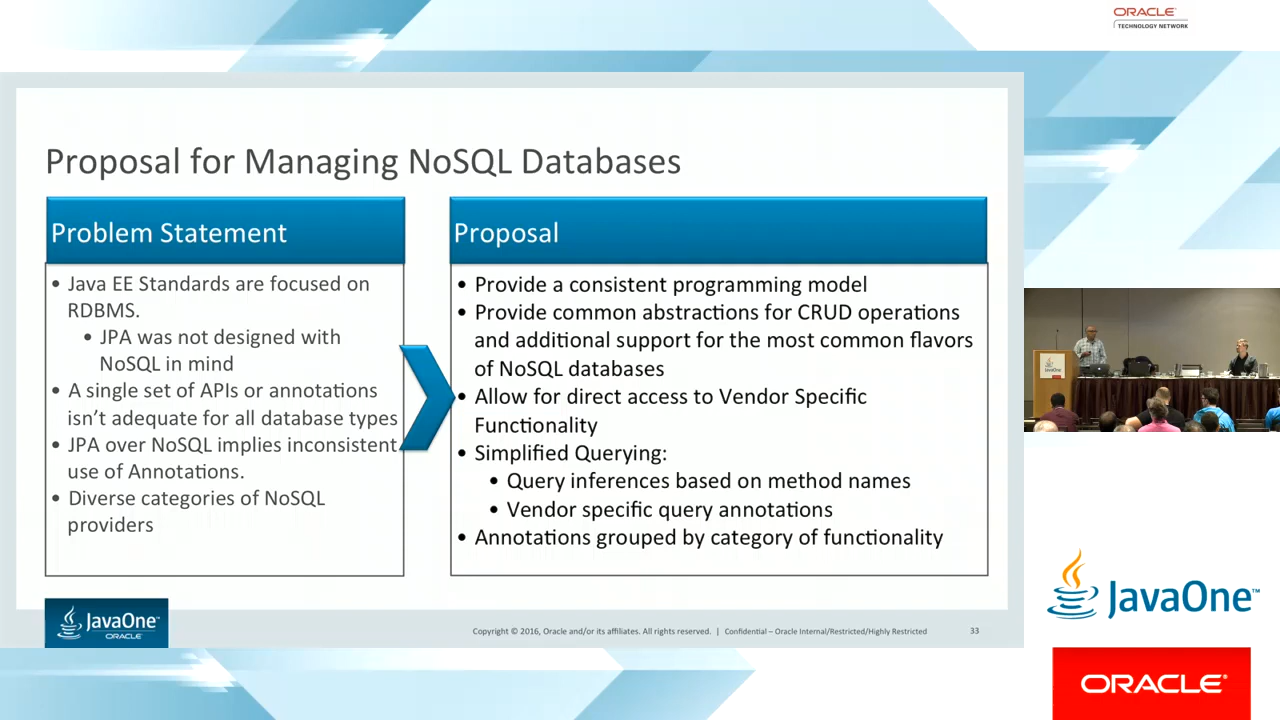 ORACLE
TECHNOLOGY NETWORK
Proposal for Managing NoSQL Databases
Problem Statement
• Java EE Standards are focused on
RDBMS.
• JPA was not designed with
NoSQL in mind
• A single set of APIs or annotations
isn't adequate for all database types
• JPA over NoSQL implies inconsistent
use of Annotations.
• Diverse categories of NoSQL
providers
Proposal
• Provide a consistent programming model
• Provide common abstractions for CRUD operations
and additional support for the most common flavors
of NoSQL databases
• Allow for direct access to Vendor Specific
Functionality
• Simplified Querying:
• Query inferences based on method names
• Vendor specific query annotations
• Annotations grouped by category of functionality
JavaOne™
ORACLE
Copyright © 2016, Oracle and/or its affiliates. All rights reserved. | Confidential – Oracle Internal/Restricted/Highly Restricted
33
JavaOne
JavaOne™
ORACLE®